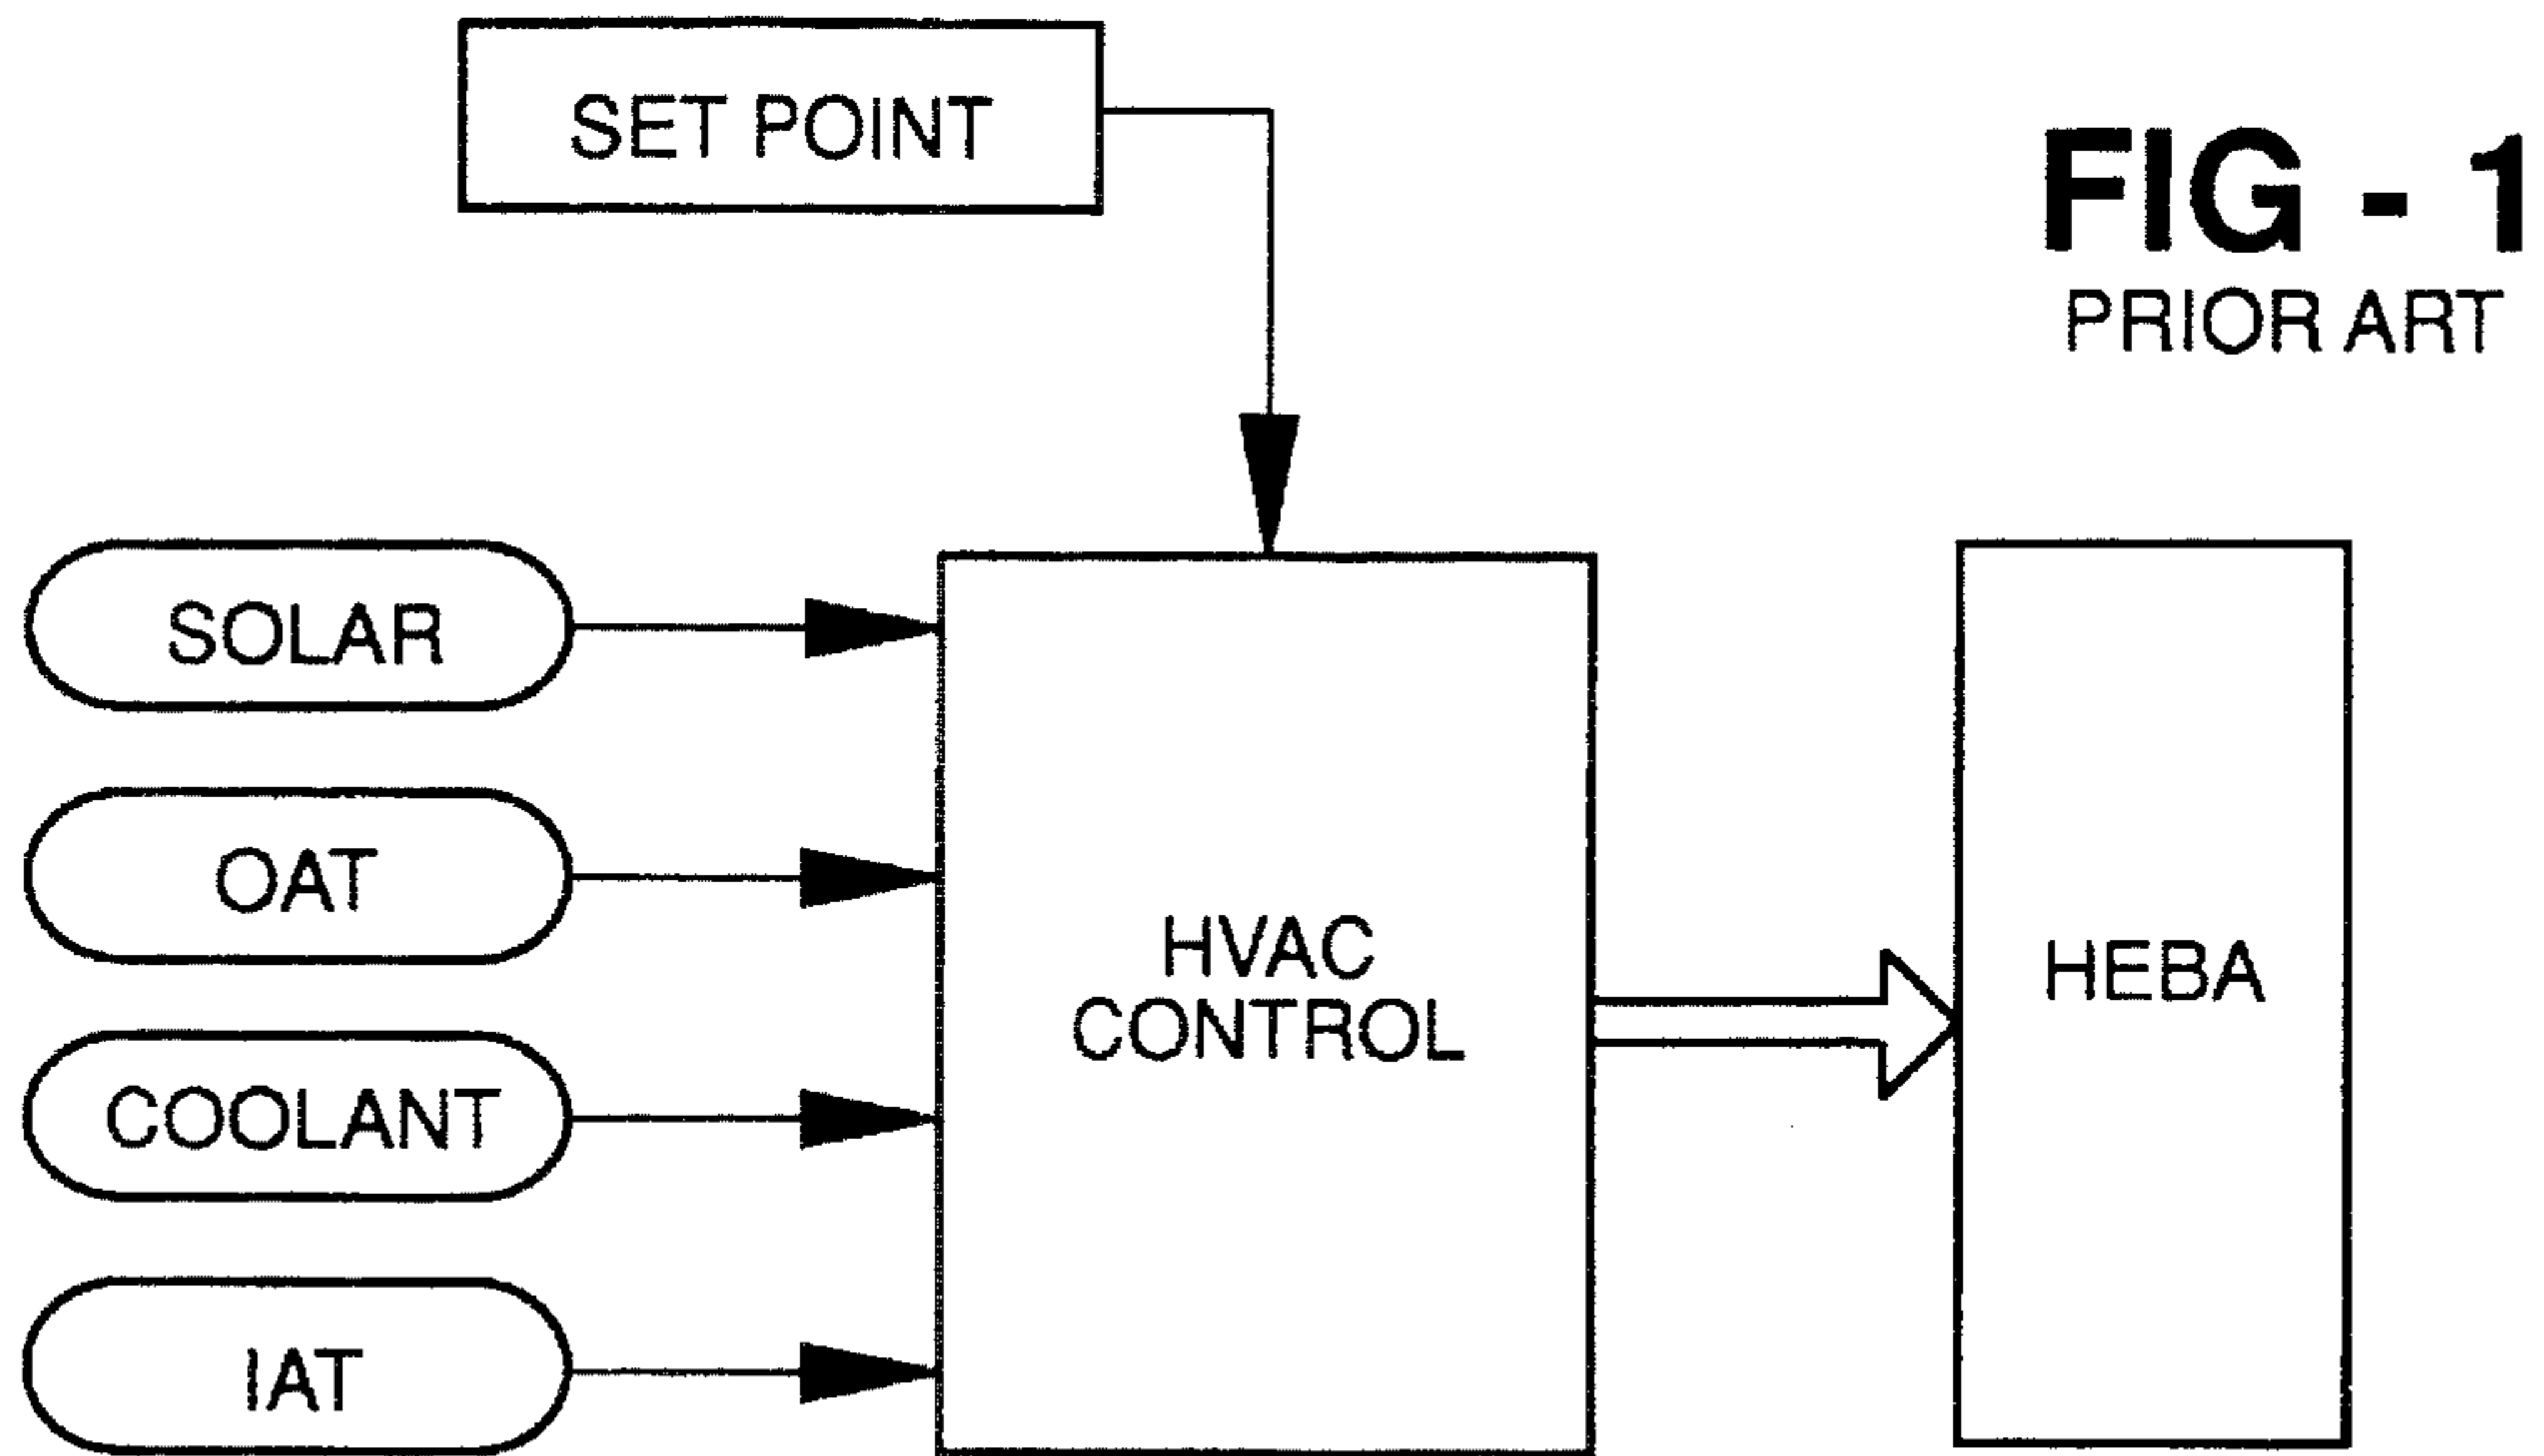 SET POINT
FIG - 1
PRIOR ART
SOLAR
OAT
COOLANT
IAT
HVAC
CONTROL
HEBA